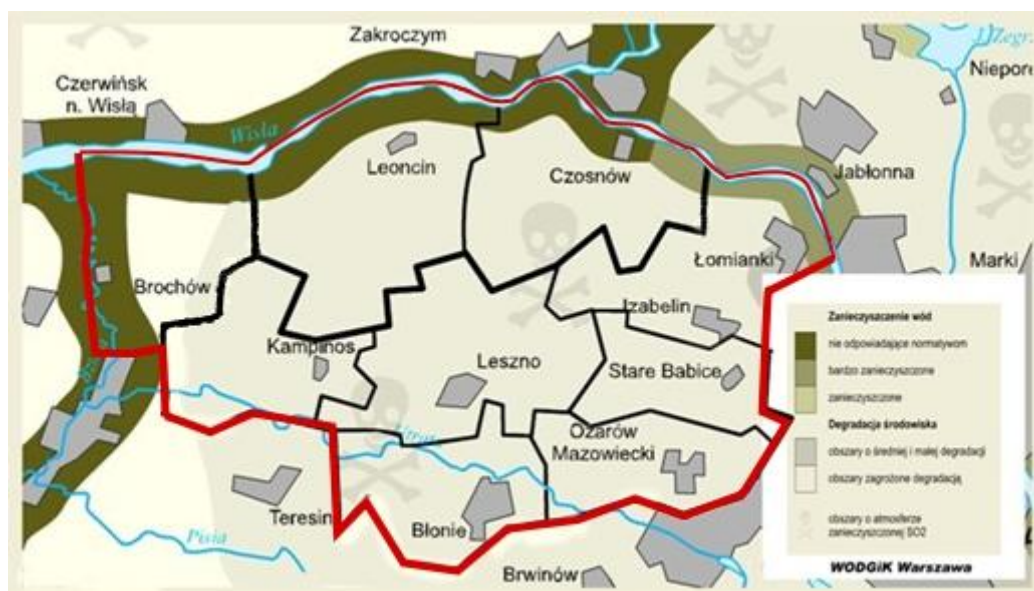 Zakroczym
Czerwińsk
n. Wisłą
Wisła
Leoncin
Czosnów
Jabłonna
Łomianki
Marki
Brochów
Kampinos
Leszno
Izabelin
Stare Babice
Ożarów
Mazowiecki
Teresin
Błonie
Brwinów
Pisia
Zanieczyszczenie wód
nie odpowiadające normatywom
bardzo zanieczyszczone
zanieczyszczone
Degradacja środowiska
obszary o średniej i małej degradacji
obszary zagrożone degradacją
obszary o atmosferze
zanieczyszczonej SO2
WODGiK Warszawa